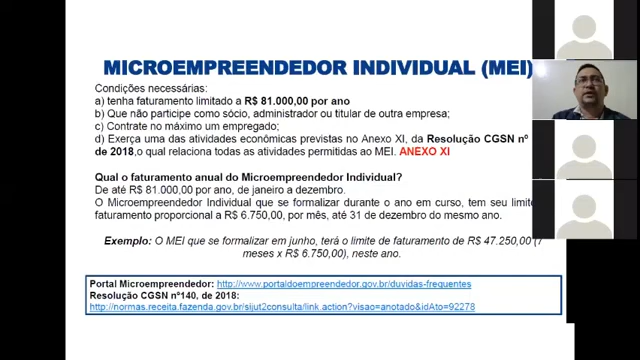 MICROEMPREENDEDOR INDIVIDUAL (MEI)
Condições necessárias:
a) tenha faturamento limitado a R$ 81.000,00 por ano
b) Que não participe como sócio, administrador ou titular de outra empresa;
c) Contrate no máximo um empregado;
d) Exerça uma das atividades econômicas previstas no Anexo XI, da Resolução CGSN nº
de 2018,o qual relaciona todas as atividades permitidas ao MEI. ANEXO XI
Qual o faturamento anual do Microempreendedor Individual?
De até R$ 81.000,00 por ano, de janeiro a dezembro.
O Microempreendedor Individual que se formalizar durante o ano em curso, tem seu limite
faturamento proporcional a R$ 6.750,00, por mês, até 31 de dezembro do mesmo ano.
Exemplo: O MEI que se formalizar em junho, terá o limite de faturamento de R$ 47.250,00 (7
meses x R$ 6.750,00), neste ano.
Portal Microempreendedor: http://www.portaldoempreendedor.gov.br/duvidas-frequentes
Resolução CGSN nº140, de 2018:
http://normas.receita.fazenda.gov.br/sijut2consulta/link.action?visao=anotado&idAto=92278